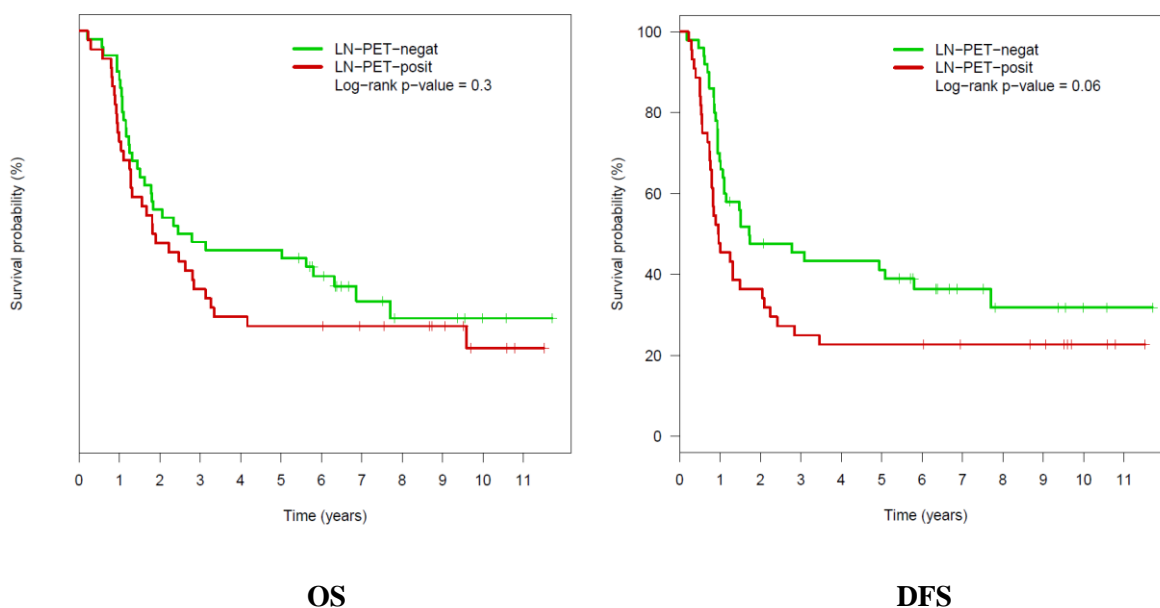 LN−PET−negat
LN−PET−posit
Log−rank p−value = 0.3
Survival probability (%)
0 1 2 3 4 5 6 7 8 9 10 11
Time (years)
OS
LN−PET−negat
LN−PET−posit
Log−rank p−value = 0.06
Survival probability (%)
100
80
60
40
20
0
0 1 2 3 4 5 6 7 8 9 10 11
Time (years)
DFS